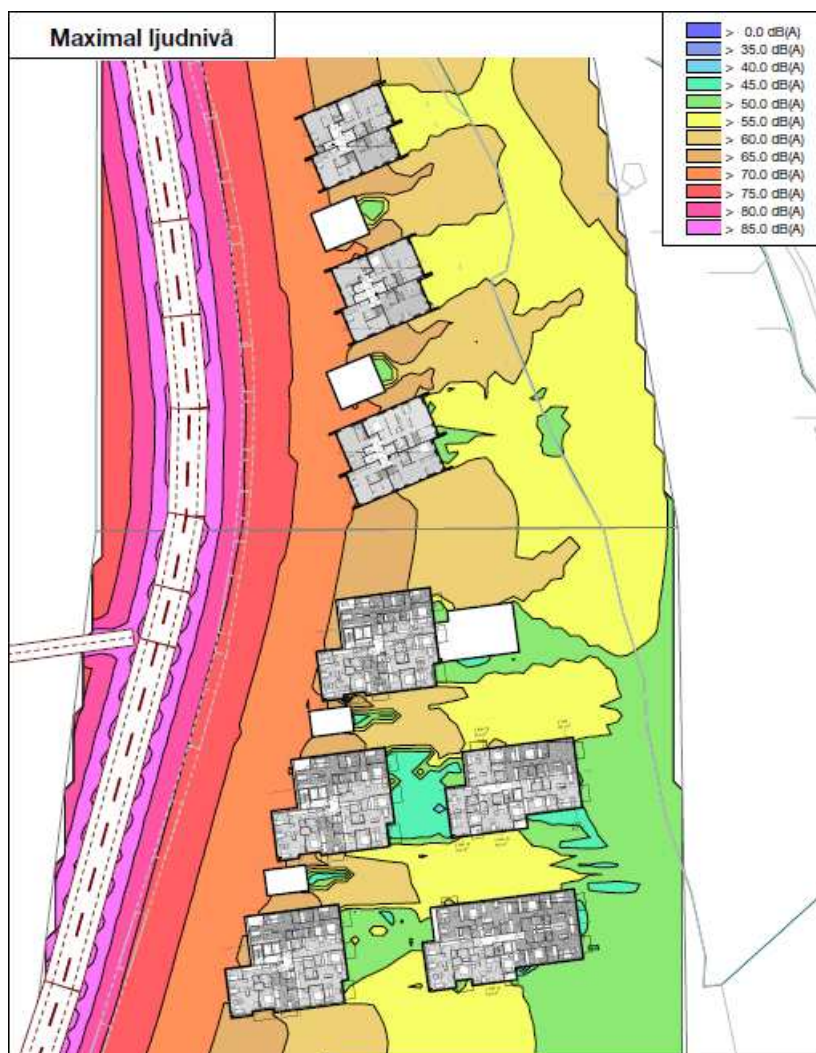 Maximal ljudnivå
> 0.0 dB(A)
> 35.0 dB(A)
> 40.0 dB(A)
> 45.0 dB(A)
> 50.0 dB(A)
> 55.0 dB(A)
> 60.0 dB(A)
> 65.0 dB(A)
> 70.0 dB(A)
> 75.0 dB(A)
> 80.0 dB(A)
> 85.0 dB(A)